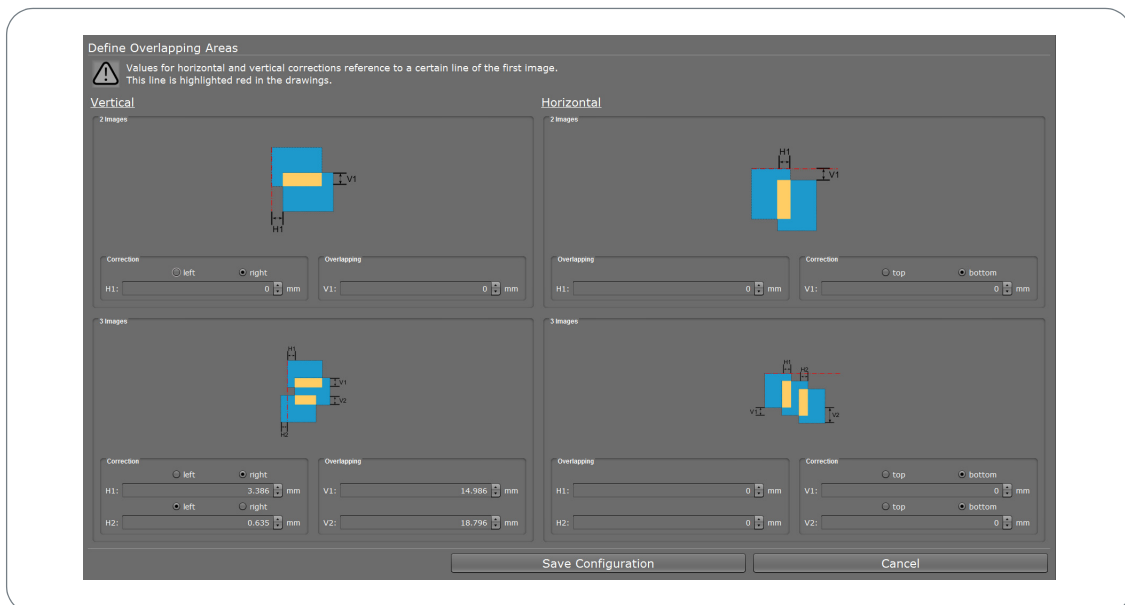 Define Overlapping Areas
Values for horizontal and vertical corrections reference to a certain line of the first image.
This line is highlighted red in the drawings.
Vertical
2 Images
V1
H1
Correction
left right
H1: 0 mm
Overlapping
V1: 0 mm
3 Images
H1
V1
V2
H2
Correction
left right
H1: 3.386 mm
left right
H2: 0.635 mm
Overlapping
V1: 14.986 mm
V2: 18.796 mm
Horizontal
2 Images
H1
V1
Overlapping
H1: 0 mm
Correction
top bottom
V1: 0 mm
3 Images
H1
H2
V1
V2
Overlapping
H1: 0 mm
H2: 0 mm
Correction
top bottom
V1: 0 mm
top bottom
V2: 0 mm
Save Configuration
Cancel